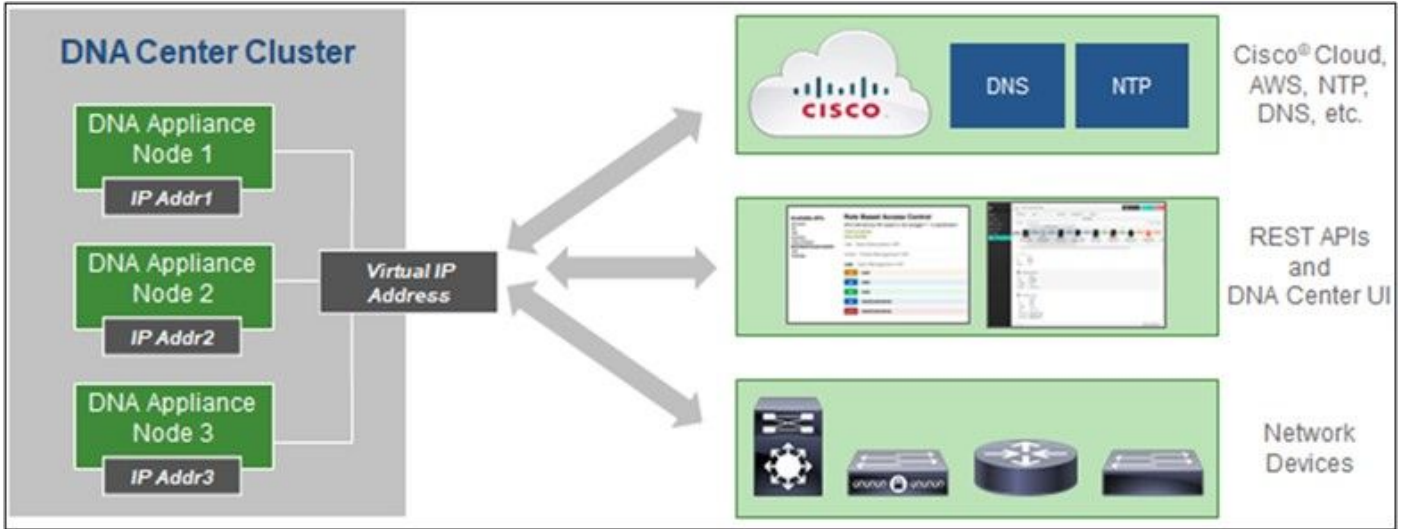 DNA Center Cluster
DNA Appliance
Node 1
IP Addr1
DNA Appliance
Node 2
IP Addr2
DNA Appliance
Node 3
IP Addr3
Virtual IP
Address
CISCO
DNS
NTP
Cisco® Cloud,
AWS, NTP,
DNS, etc.
Role Based Access Control
REST APIs
and
DNA Center UI
Network
Devices